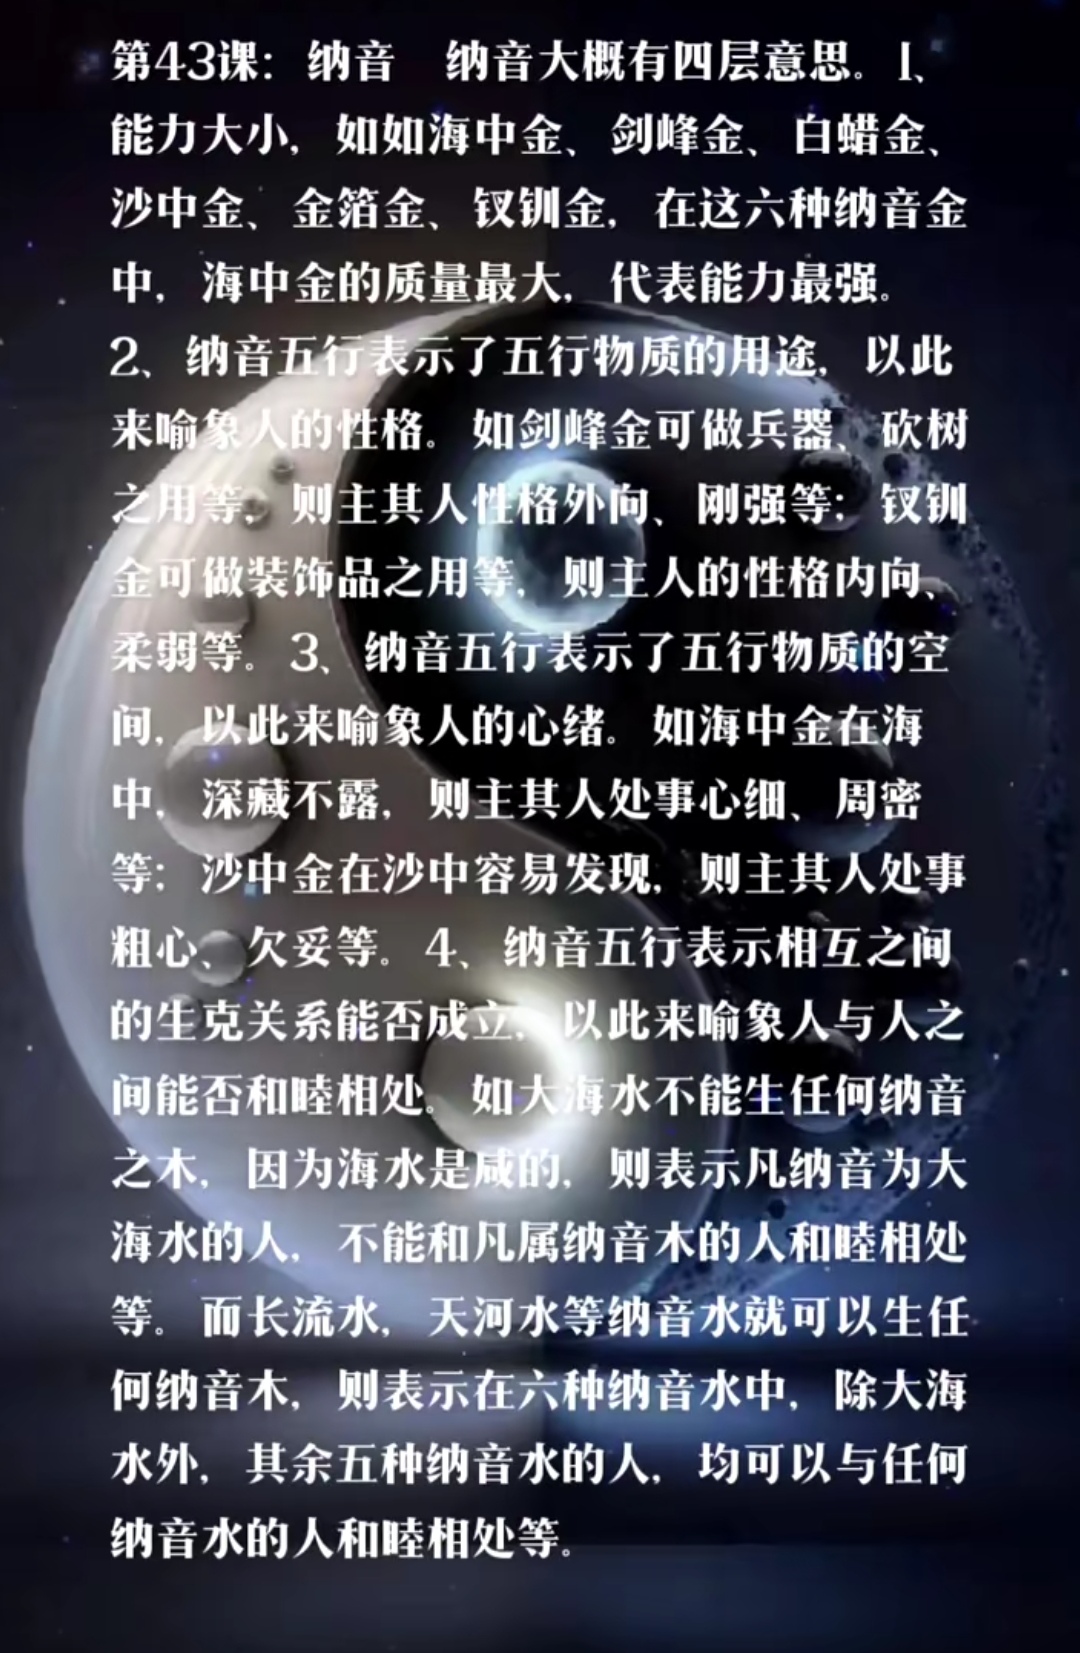 第43课：纳音　纳音大概有四层意思。1、
能力大小，如如海中金、剑峰金、白蜡金、
沙中金、金箔金、钗钏金，在这六种纳音金
中，海中金的质量最大，代表能力最强。
2、纳音五行表示了五行物质的用途，以此
来喻象人的性格。如剑峰金可做兵器、砍树
之用等，则主其人性格外向、刚强等；钗钏
金可做装饰品之用等，则主人的性格内向、
柔弱等。3、纳音五行表示了五行物质的空
间，以此来喻象人的心绪。如海中金在海
中，深藏不露，则主其人处事心细、周密
等；沙中金在沙中容易发现，则主其人处事
粗心、欠妥等。4、纳音五行表示相互之间
的生克关系能否成立，以此来喻象人与人之
间能否和睦相处。如大海水不能生任何纳音
之木，因为海水是咸的，则表示凡纳音为大
海水的人，不能和凡属纳音木的人和睦相处
等。而长流水，天河水等纳音水就可以生任
何纳音木，则表示在六种纳音水中，除大海
水外，其余五种纳音水的人，均可以与任何
纳音水的人和睦相处等。